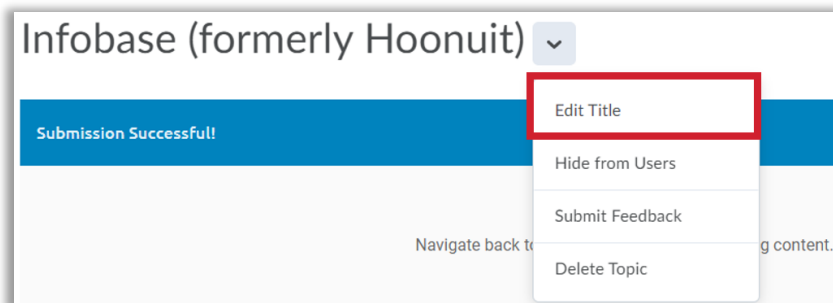 Infobase (formerly Hoonuit)
Edit Title
Submission Successful!
Hide from Users
Submit Feedback
Navigate back to
g content.
Delete Topic